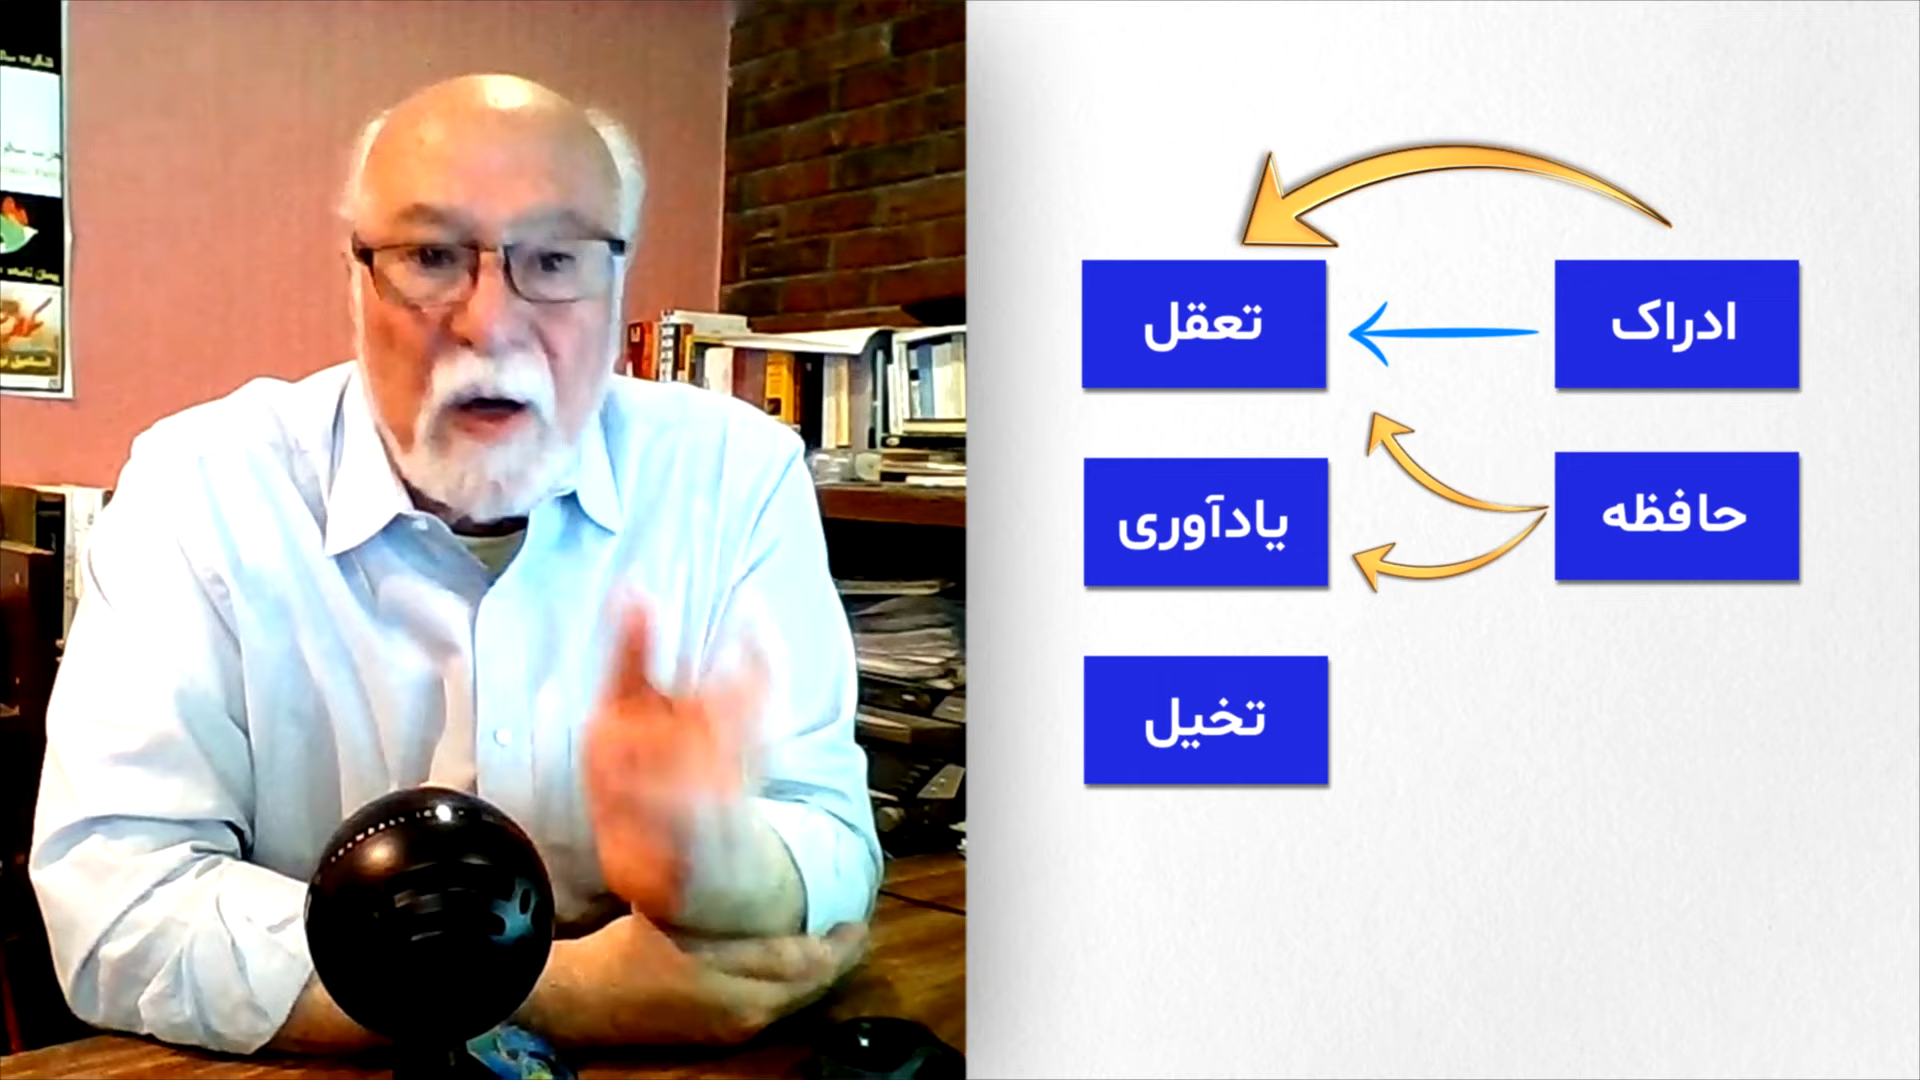 ادراک
تعقل
حافظه
یادآوری
تخیل